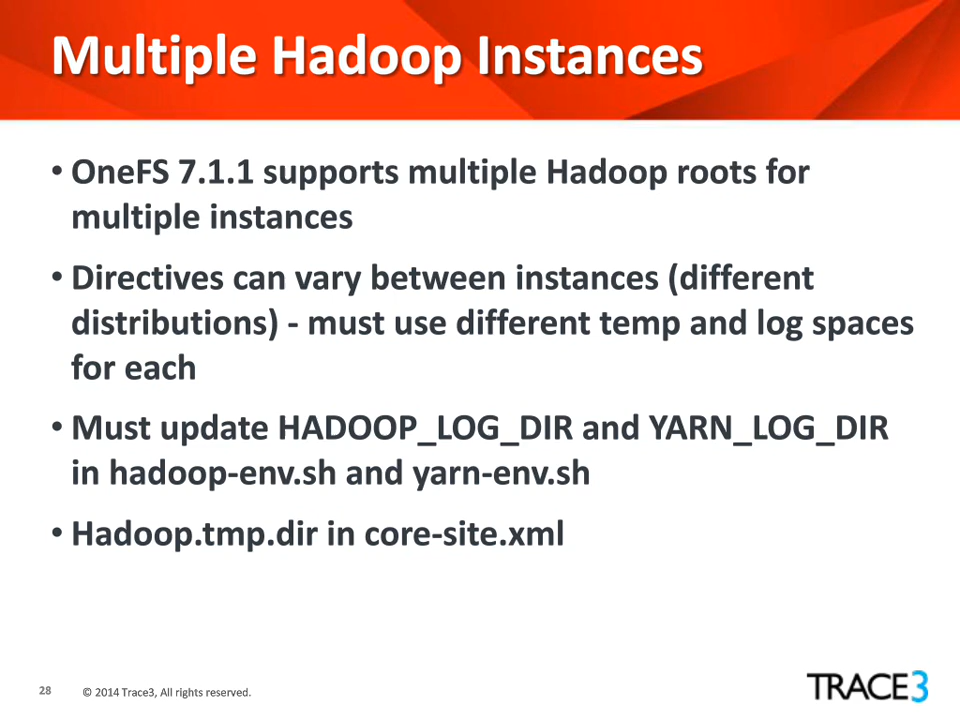 Multiple Hadoop Instances
• OneFS 7.1.1 supports multiple Hadoop roots for
multiple instances
• Directives can vary between instances (different
distributions) - must use different temp and log spaces
for each
• Must update HADOOP_LOG_DIR and YARN_LOG_DIR
in hadoop-env.sh and yarn-env.sh
• Hadoop.tmp.dir in core-site.xml
28 © 2014 Trace3, All rights reserved.
TRACE3